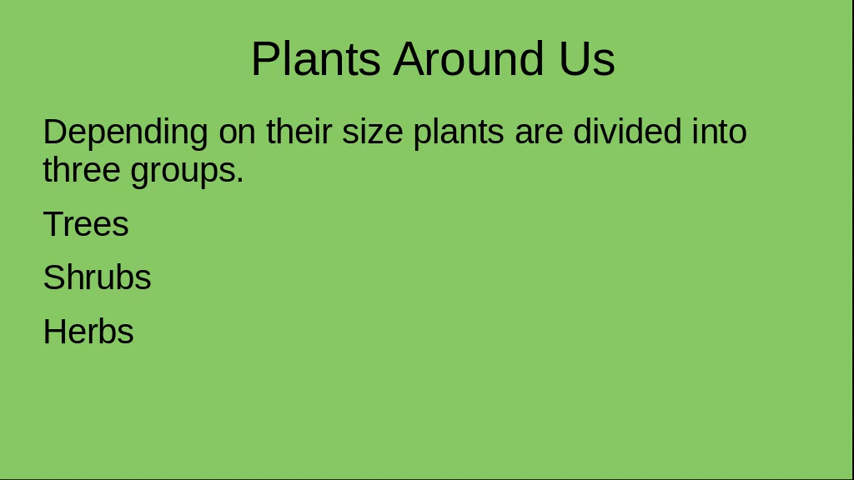 Plants Around Us
Depending on their size plants are divided into
three groups.
Trees
Shrubs
Herbs